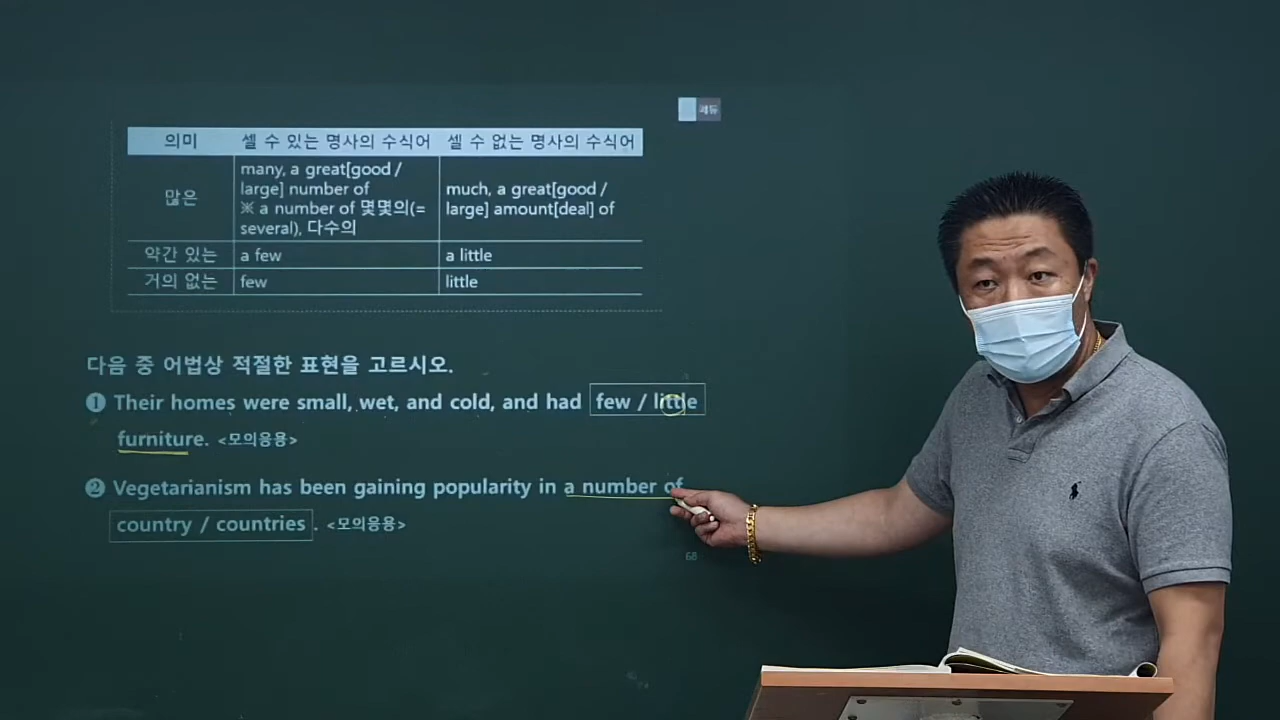 쾌듀
의미 셀 수 있는 명사의 수식어 셀 수 없는 명사의 수식어
많은
many, a great[good /
large] number of
※ a number of 몇몇의(=
several), 다수의
much, a great[good /
large] amount[deal] of
약간 있는 a few a little
거의 없는 few little
다음 중 어법상 적절한 표현을 고르시오.
❶ Their homes were small, wet, and cold, and had few / little
furniture. <모의응용>
❷ Vegetarianism has been gaining popularity in a number of
country / countries . <모의응용>
68